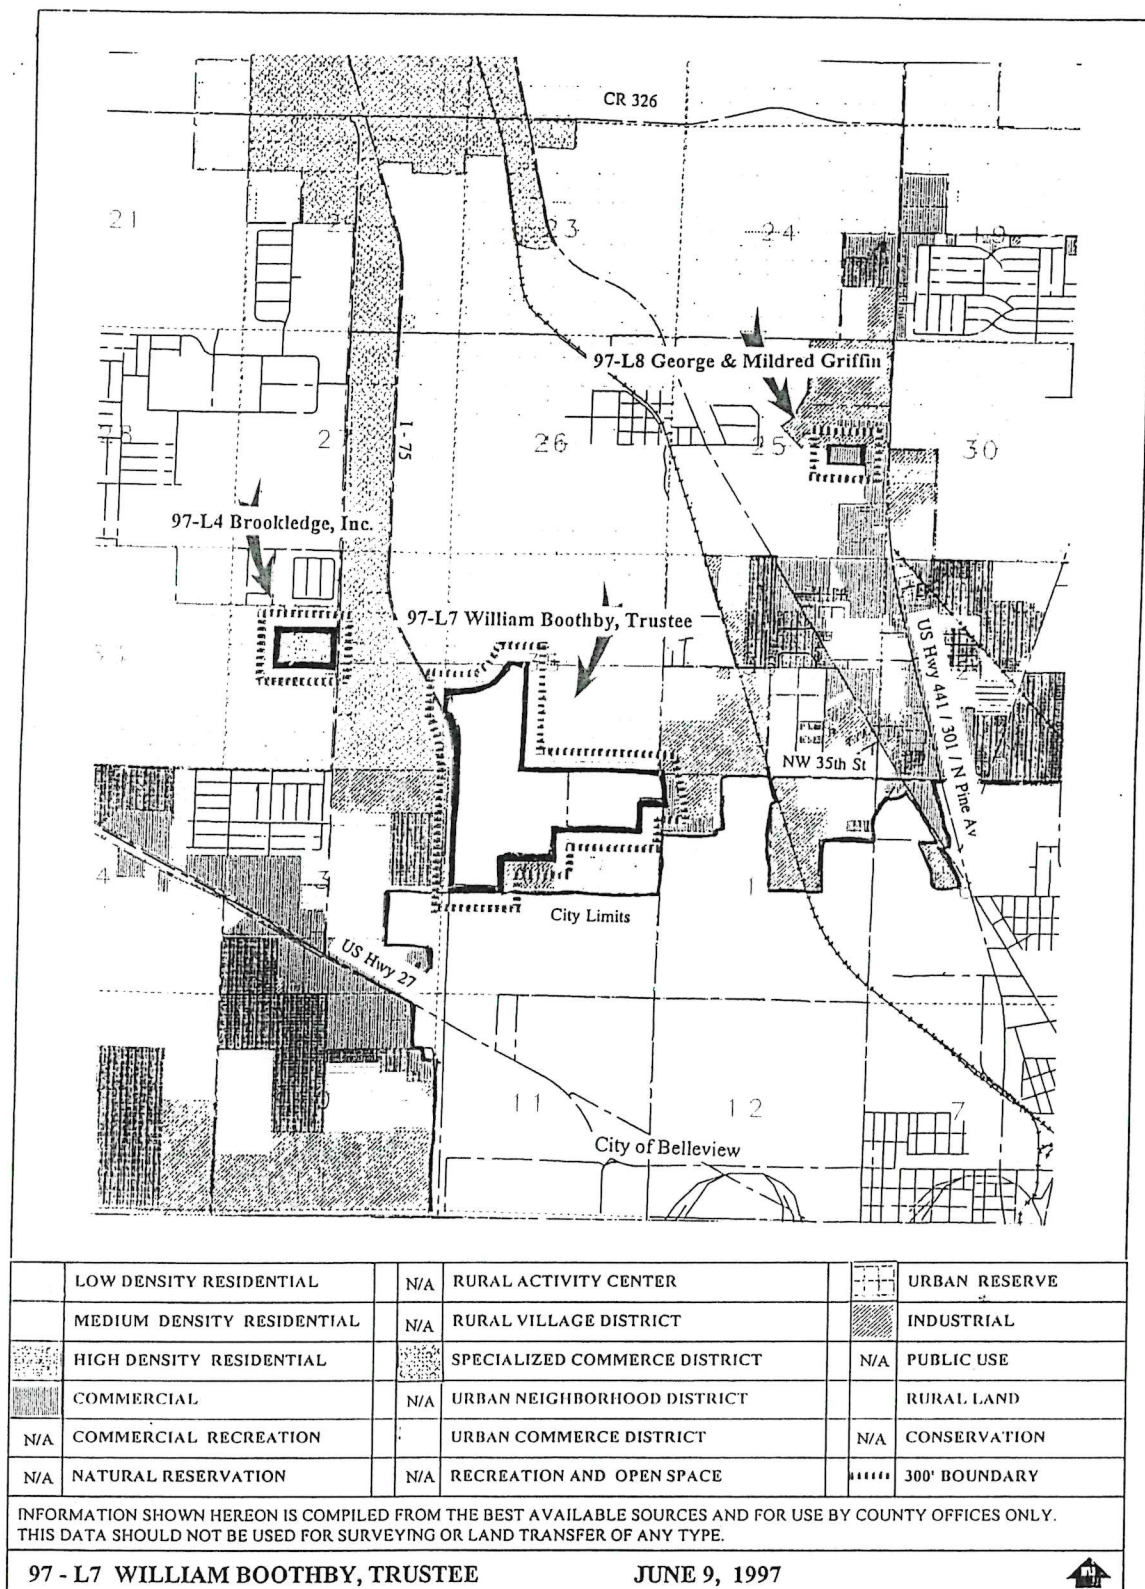 CR 326
21
23
24
19
97-L8 George & Mildred Griffin
28
2
I-75
26
25
30
97-L4 Brookledge, Inc.
97-L7 William Boothby, Trustee
US Hwy 441 / 301 / N Pine Av
NW 35th St
4
3
1
City Limits
US Hwy 27
11
12
7
City of Belleview
LOW DENSITY RESIDENTIAL N/A RURAL ACTIVITY CENTER URBAN RESERVE
MEDIUM DENSITY RESIDENTIAL N/A RURAL VILLAGE DISTRICT INDUSTRIAL
HIGH DENSITY RESIDENTIAL SPECIALIZED COMMERCE DISTRICT N/A PUBLIC USE
COMMERCIAL N/A URBAN NEIGHBORHOOD DISTRICT RURAL LAND
N/A COMMERCIAL RECREATION URBAN COMMERCE DISTRICT N/A CONSERVATION
N/A NATURAL RESERVATION N/A RECREATION AND OPEN SPACE 300' BOUNDARY
INFORMATION SHOWN HEREON IS COMPILED FROM THE BEST AVAILABLE SOURCES AND FOR USE BY COUNTY OFFICES ONLY.
THIS DATA SHOULD NOT BE USED FOR SURVEYING OR LAND TRANSFER OF ANY TYPE.
97 - L7 WILLIAM BOOTHBY, TRUSTEE JUNE 9, 1997